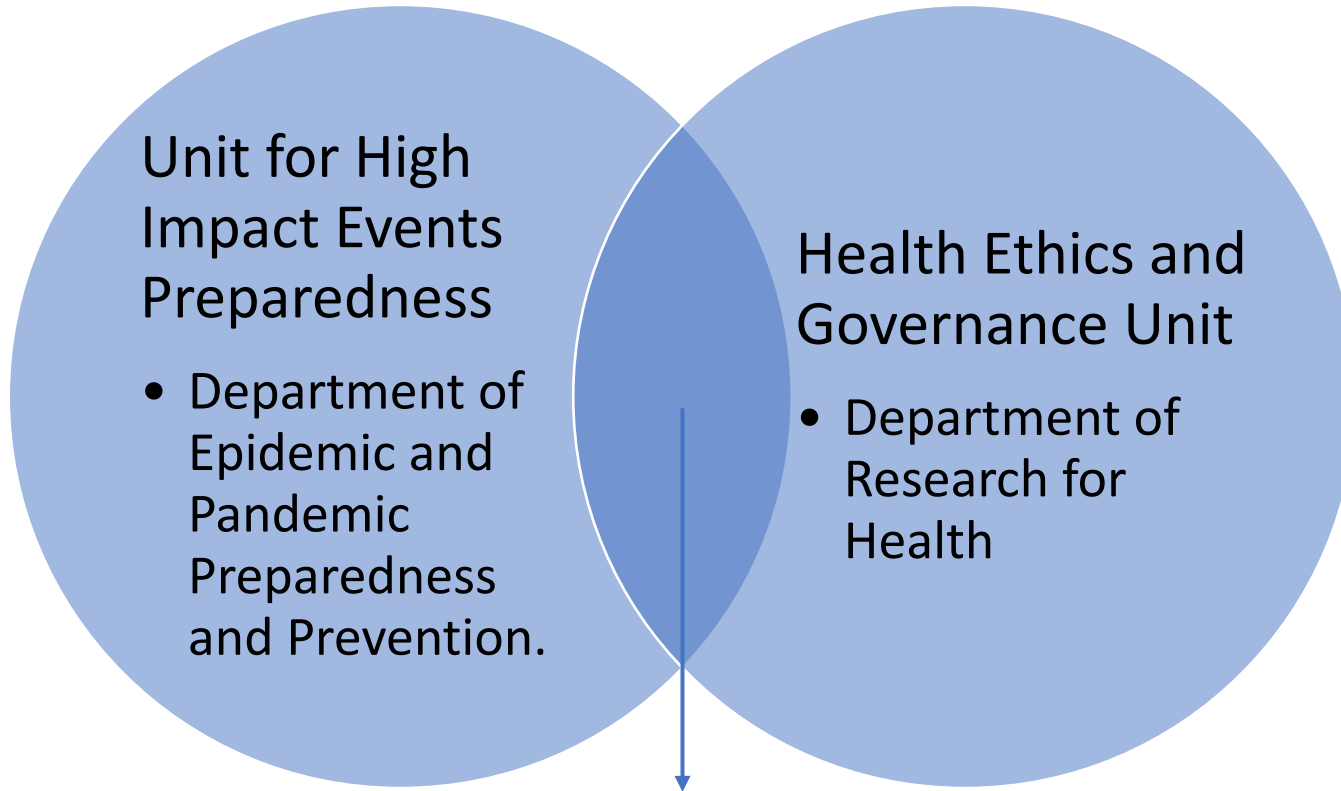 Unit for High
Impact Events
Preparedness
• Department of
Epidemic and
Pandemic
Preparedness
and Prevention.
Health Ethics and
Governance Unit
• Department of
Research for
Health